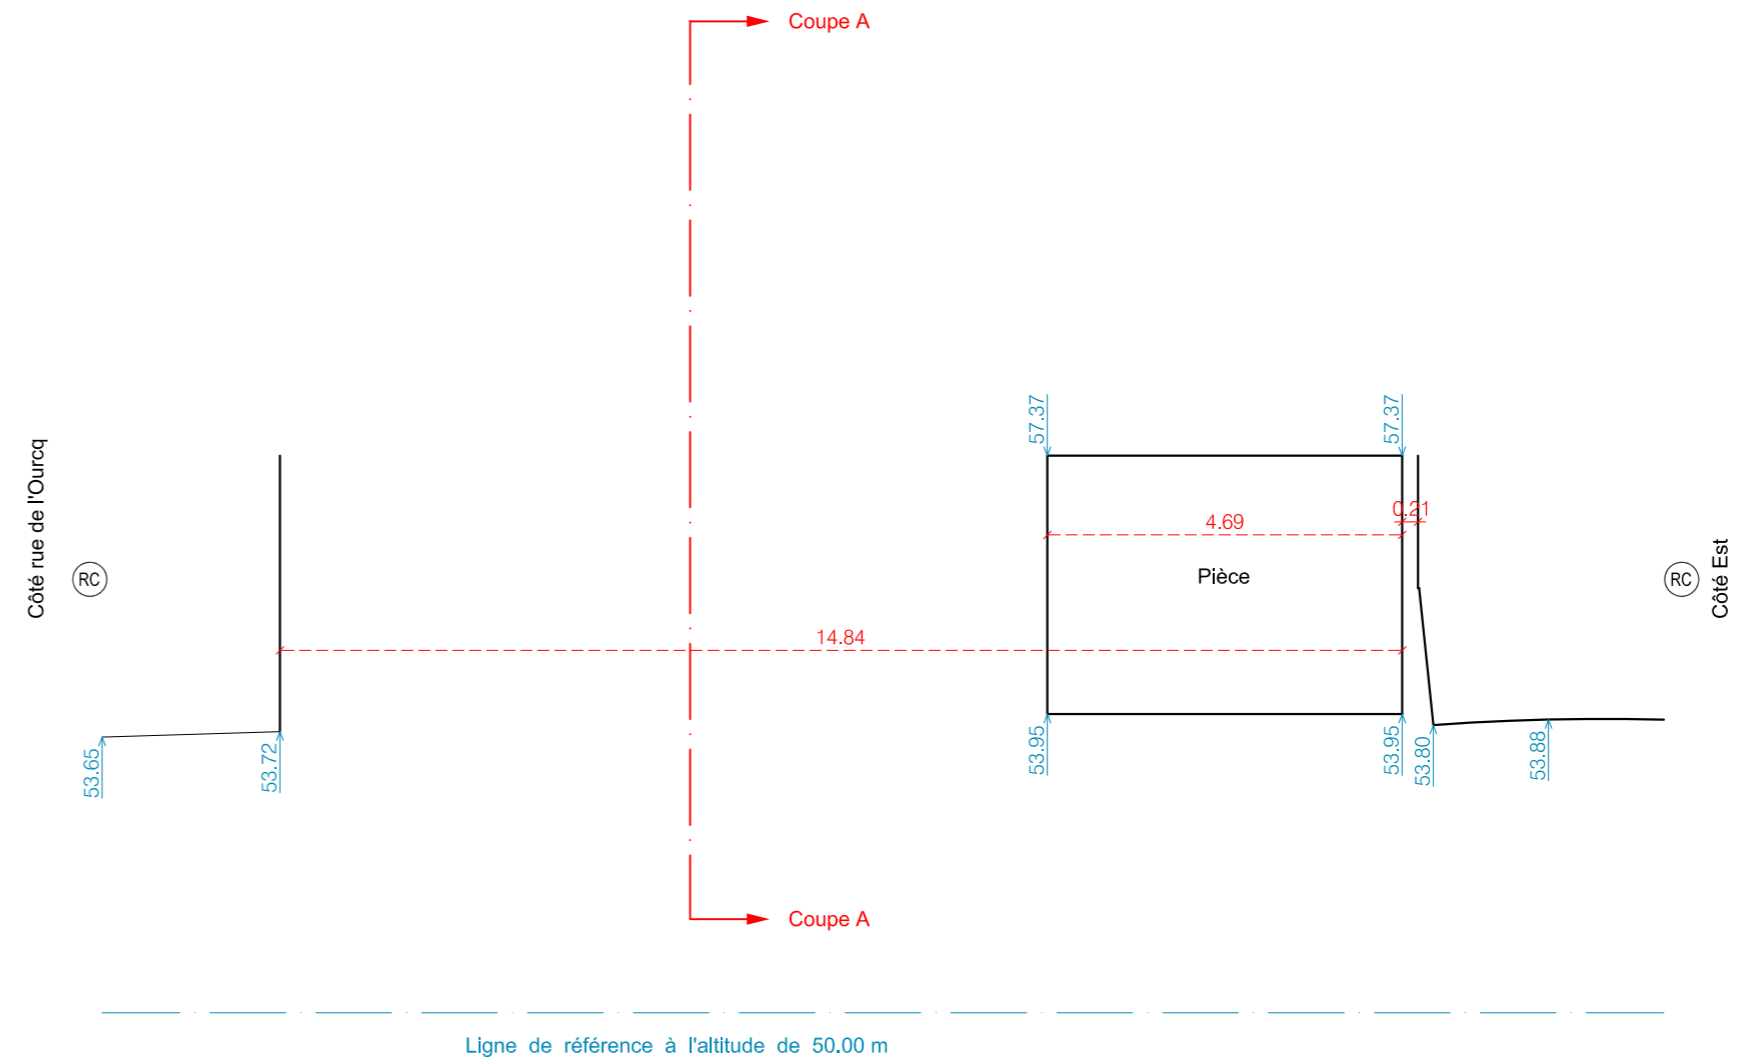 Coupe A
57.37
57.37
Côté rue de l'Ourcq
0.21
4.69
RC
Pièce
RC
Côté Est
14.84
53.65
53.72
53.95
53.95
53.80
53.88
Coupe A
Ligne de référence à l'altitude de 50.00 m